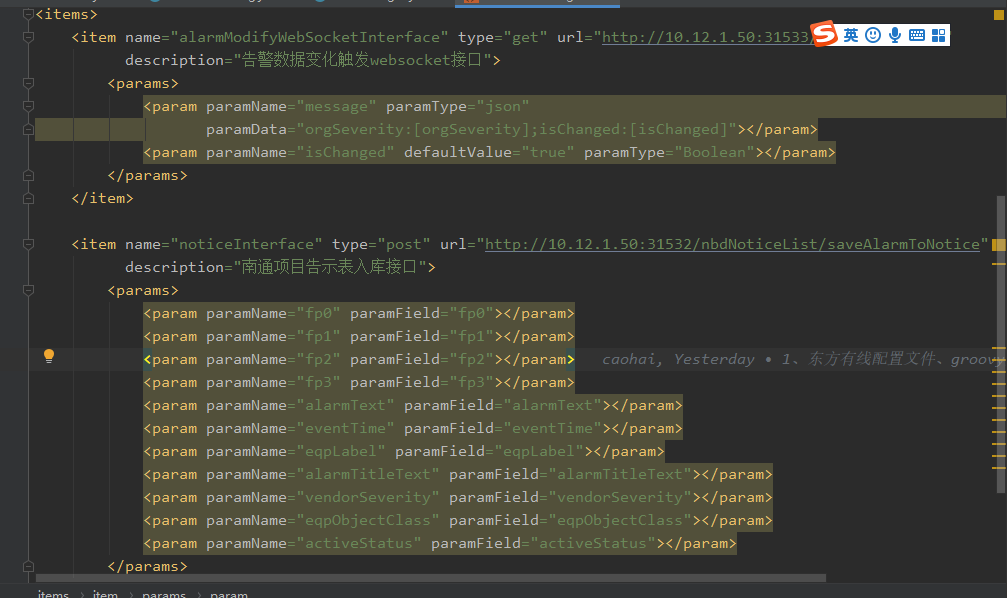 <items>
<item name="alarmModifyWebSocketInterface" type="get" url="http://10.12.1.50:31533/
英
description="告警数据变化触发websocket接口">
<params>
<param paramName="message" paramType="json"
paramData="orgSeverity:[orgSeverity];isChanged:[isChanged]"></param>
<param paramName="isChanged" defaultValue="true" paramType="Boolean"></param>
</params>
</item>
<item name="noticeInterface" type="post" url="http://10.12.1.50:31532/nbdNoticeList/saveAlarmToNotice"
description="南通项目告示表入库接口">
<params>
<param paramName="fp0" paramField="fp0"></param>
<param paramName="fp1" paramField="fp1"></param>
<param paramName="fp2" paramField="fp2"></param> caohai, Yesterday • 1、东方有线配置文件、groovy
<param paramName="fp3" paramField="fp3"></param>
<param paramName="alarmText" paramField="alarmText"></param>
<param paramName="eventTime" paramField="eventTime"></param>
<param paramName="eqpLabel" paramField="eqpLabel"></param>
<param paramName="alarmTitleText" paramField="alarmTitleText"></param>
<param paramName="vendorSeverity" paramField="vendorSeverity"></param>
<param paramName="eqpObjectClass" paramField="eqpObjectClass"></param>
<param paramName="activeStatus" paramField="activeStatus"></param>
</params>
items › item › params › param